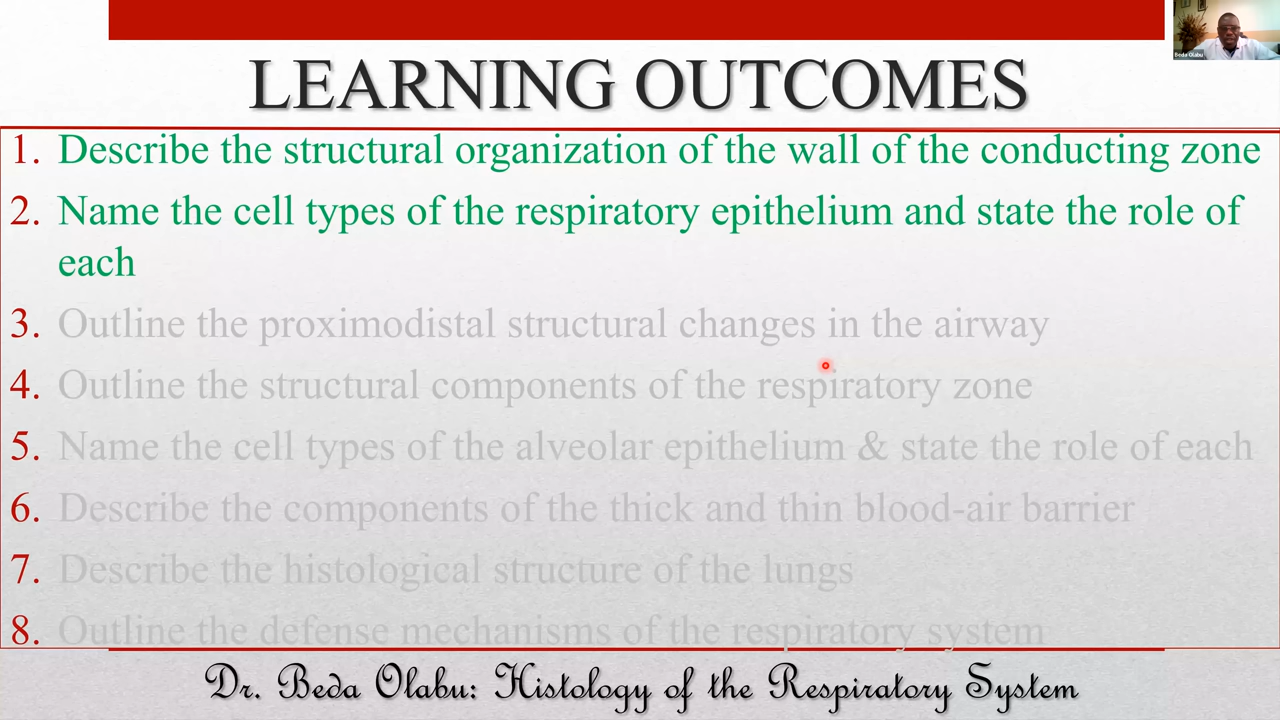 Beda Olabu
LEARNING OUTCOMES
1. Describe the structural organization of the wall of the conducting zone
2. Name the cell types of the respiratory epithelium and state the role of
each
3. Outline the proximodistal structural changes in the airway
4. Outline the structural components of the respiratory zone
5. Name the cell types of the alveolar epithelium & state the role of each
6. Describe the components of the thick and thin blood-air barrier
7. Describe the histological structure of the lungs
8. Outline the defense mechanisms of the respiratory system
Dr. Beda Olabu: Histology of the Respiratory System